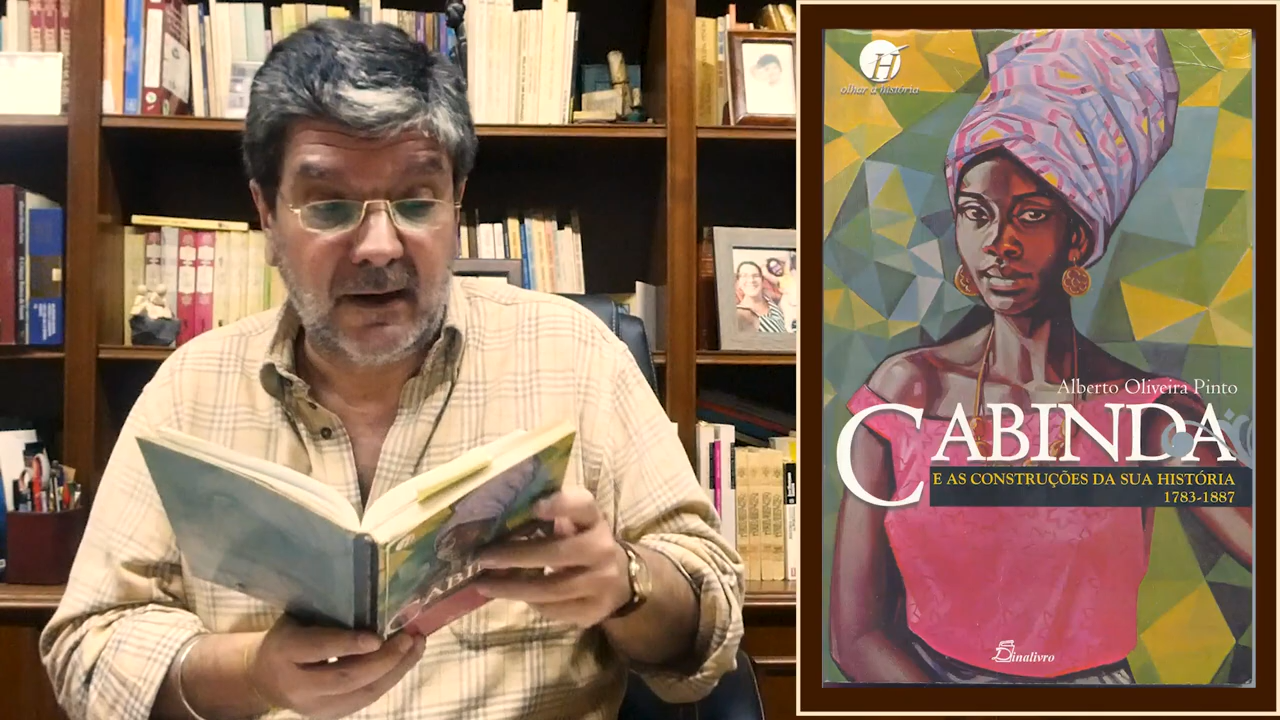 H
olhar a história
Alberto Oliveira Pinto
CABINDA
E AS CONSTRUÇÕES DA SUA HISTÓRIA
1783-1887
Dinalivro